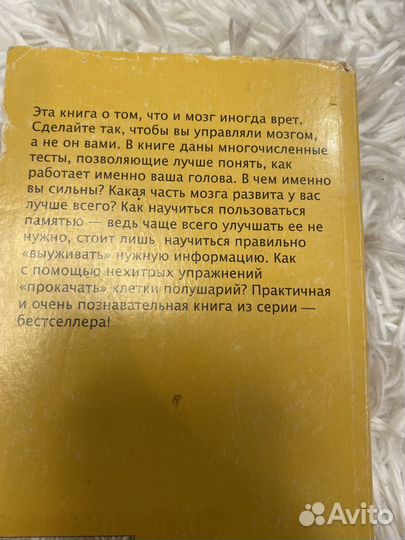 Эта книга о том, что и мозг иногда врет.
Сделайте так, чтобы вы управляли мозгом,
а не он вами. В книге даны многочисленные
тесты, позволяющие лучше понять, как
работает именно ваша голова. В чем именно
вы сильны? Какая часть мозга развита у вас
лучше всего? Как научиться пользоваться
памятью — ведь чаще всего улучшать ее не
нужно, стоит лишь научиться правильно
«выуживать» нужную информацию. Как
с помощью нехитрых упражнений
«прокачать» клетки полушарий? Практичная
и очень познавательная книга из серии —
бестселлера!
Avito